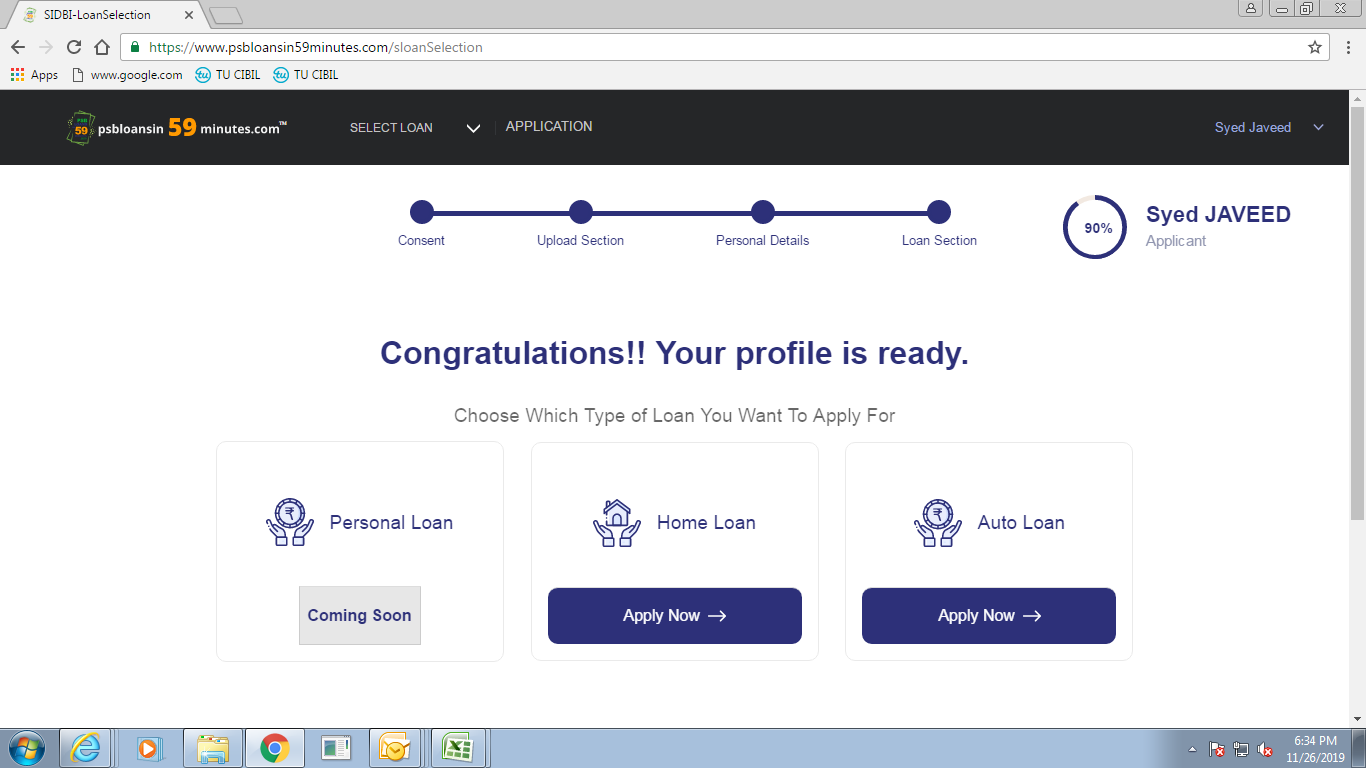 SIDBI-LoanSelection
https://www.psbloansin59minutes.com/sloanSelection
Apps www.google.com TU CIBIL TU CIBIL
PSB 59 psbloansin 59 minutes.com™ SELECT LOAN APPLICATION Syed Javeed
Consent Upload Section Personal Details Loan Section
90%
Syed JAVEED
Applicant
Congratulations!! Your profile is ready.
Choose Which Type of Loan You Want To Apply For
₹ Personal Loan Home Loan ₹ Auto Loan
Coming Soon Apply Now → Apply Now →
6:34 PM
11/26/2019